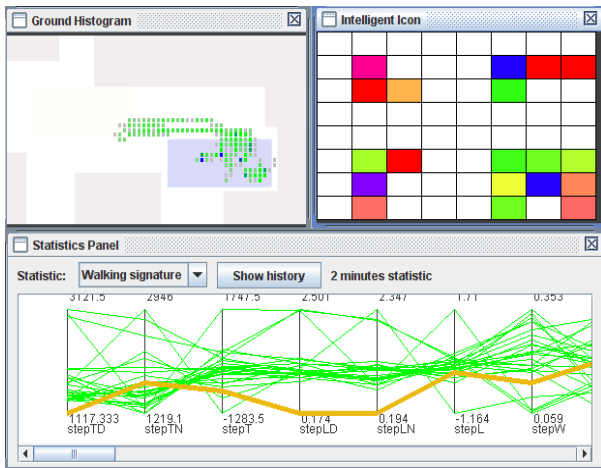 Ground Histogram
Intelligent Icon
Statistics Panel
Statistic: Walking signature Show history 2 minutes statistic
3121.5 2946 1747.5 2.501 2.347 1.71 0.353
1117.333 1219.1 -1283.5 0.174 0.194 -1.164 0.059
stepTD stepTN stepT stepLD stepLN stepL stepW